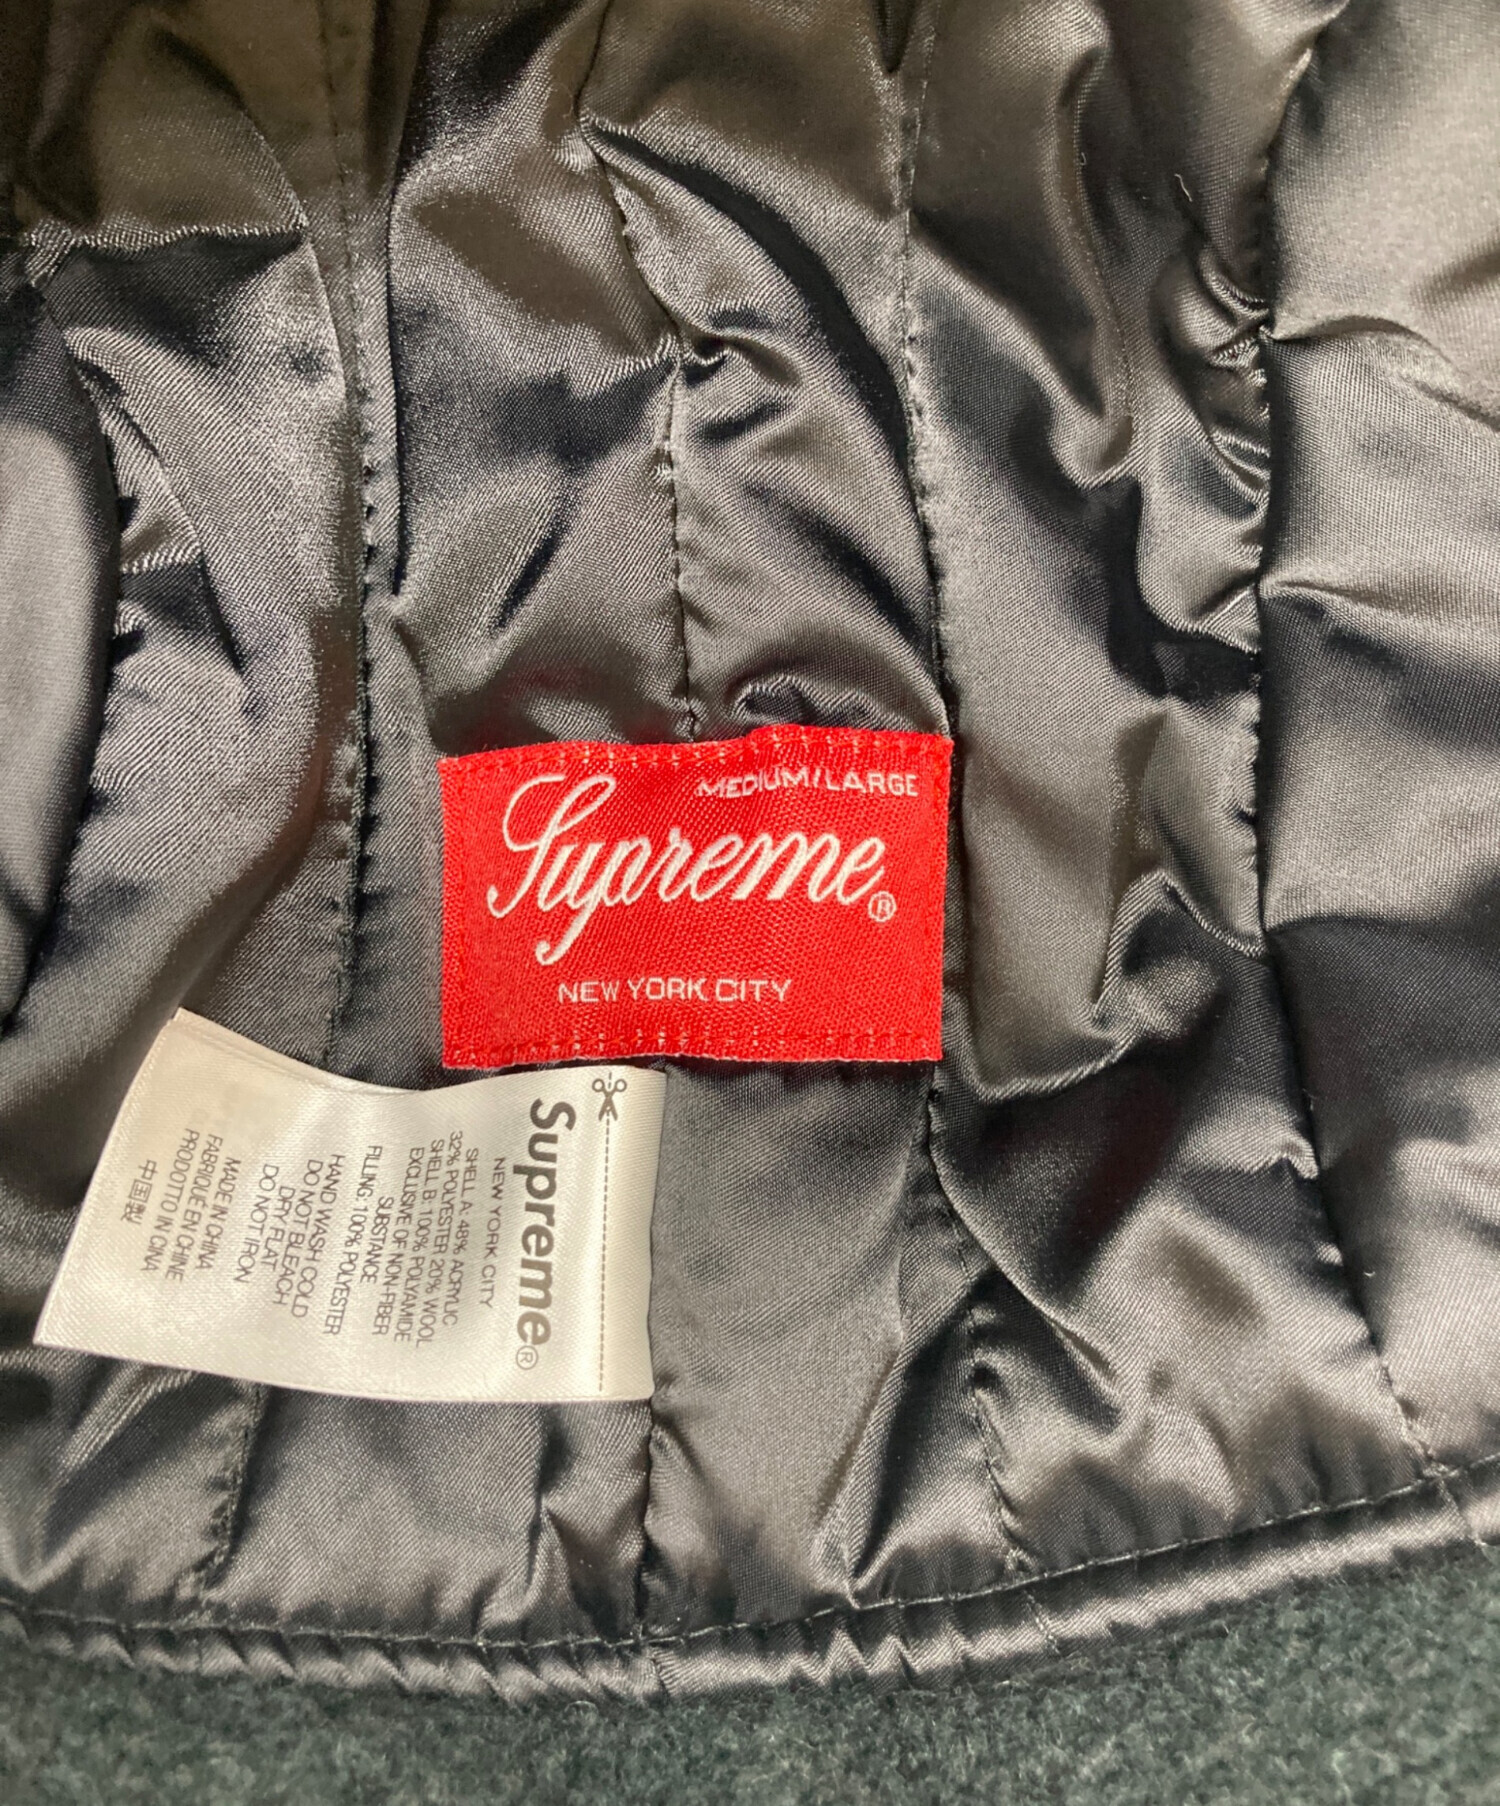 MEDIUM/LARGE
Supreme®
NEW YORK CITY
Supreme®
NEW YORK CITY
SHELL A: 48% ACRYLIC
32% POLYESTER 20% WOOL
SHELL B: 100% POLYAMIDE
EXCLUSIVE OF NON-FIBER
SUBSTANCE
FILLING: 100% POLYESTER
HAND WASH COLD
DO NOT BLEACH
DRY FLAT
DO NOT IRON
MADE IN CHINA
FABRIQUE EN CHINE
PRODOTTO IN CINA
中国製